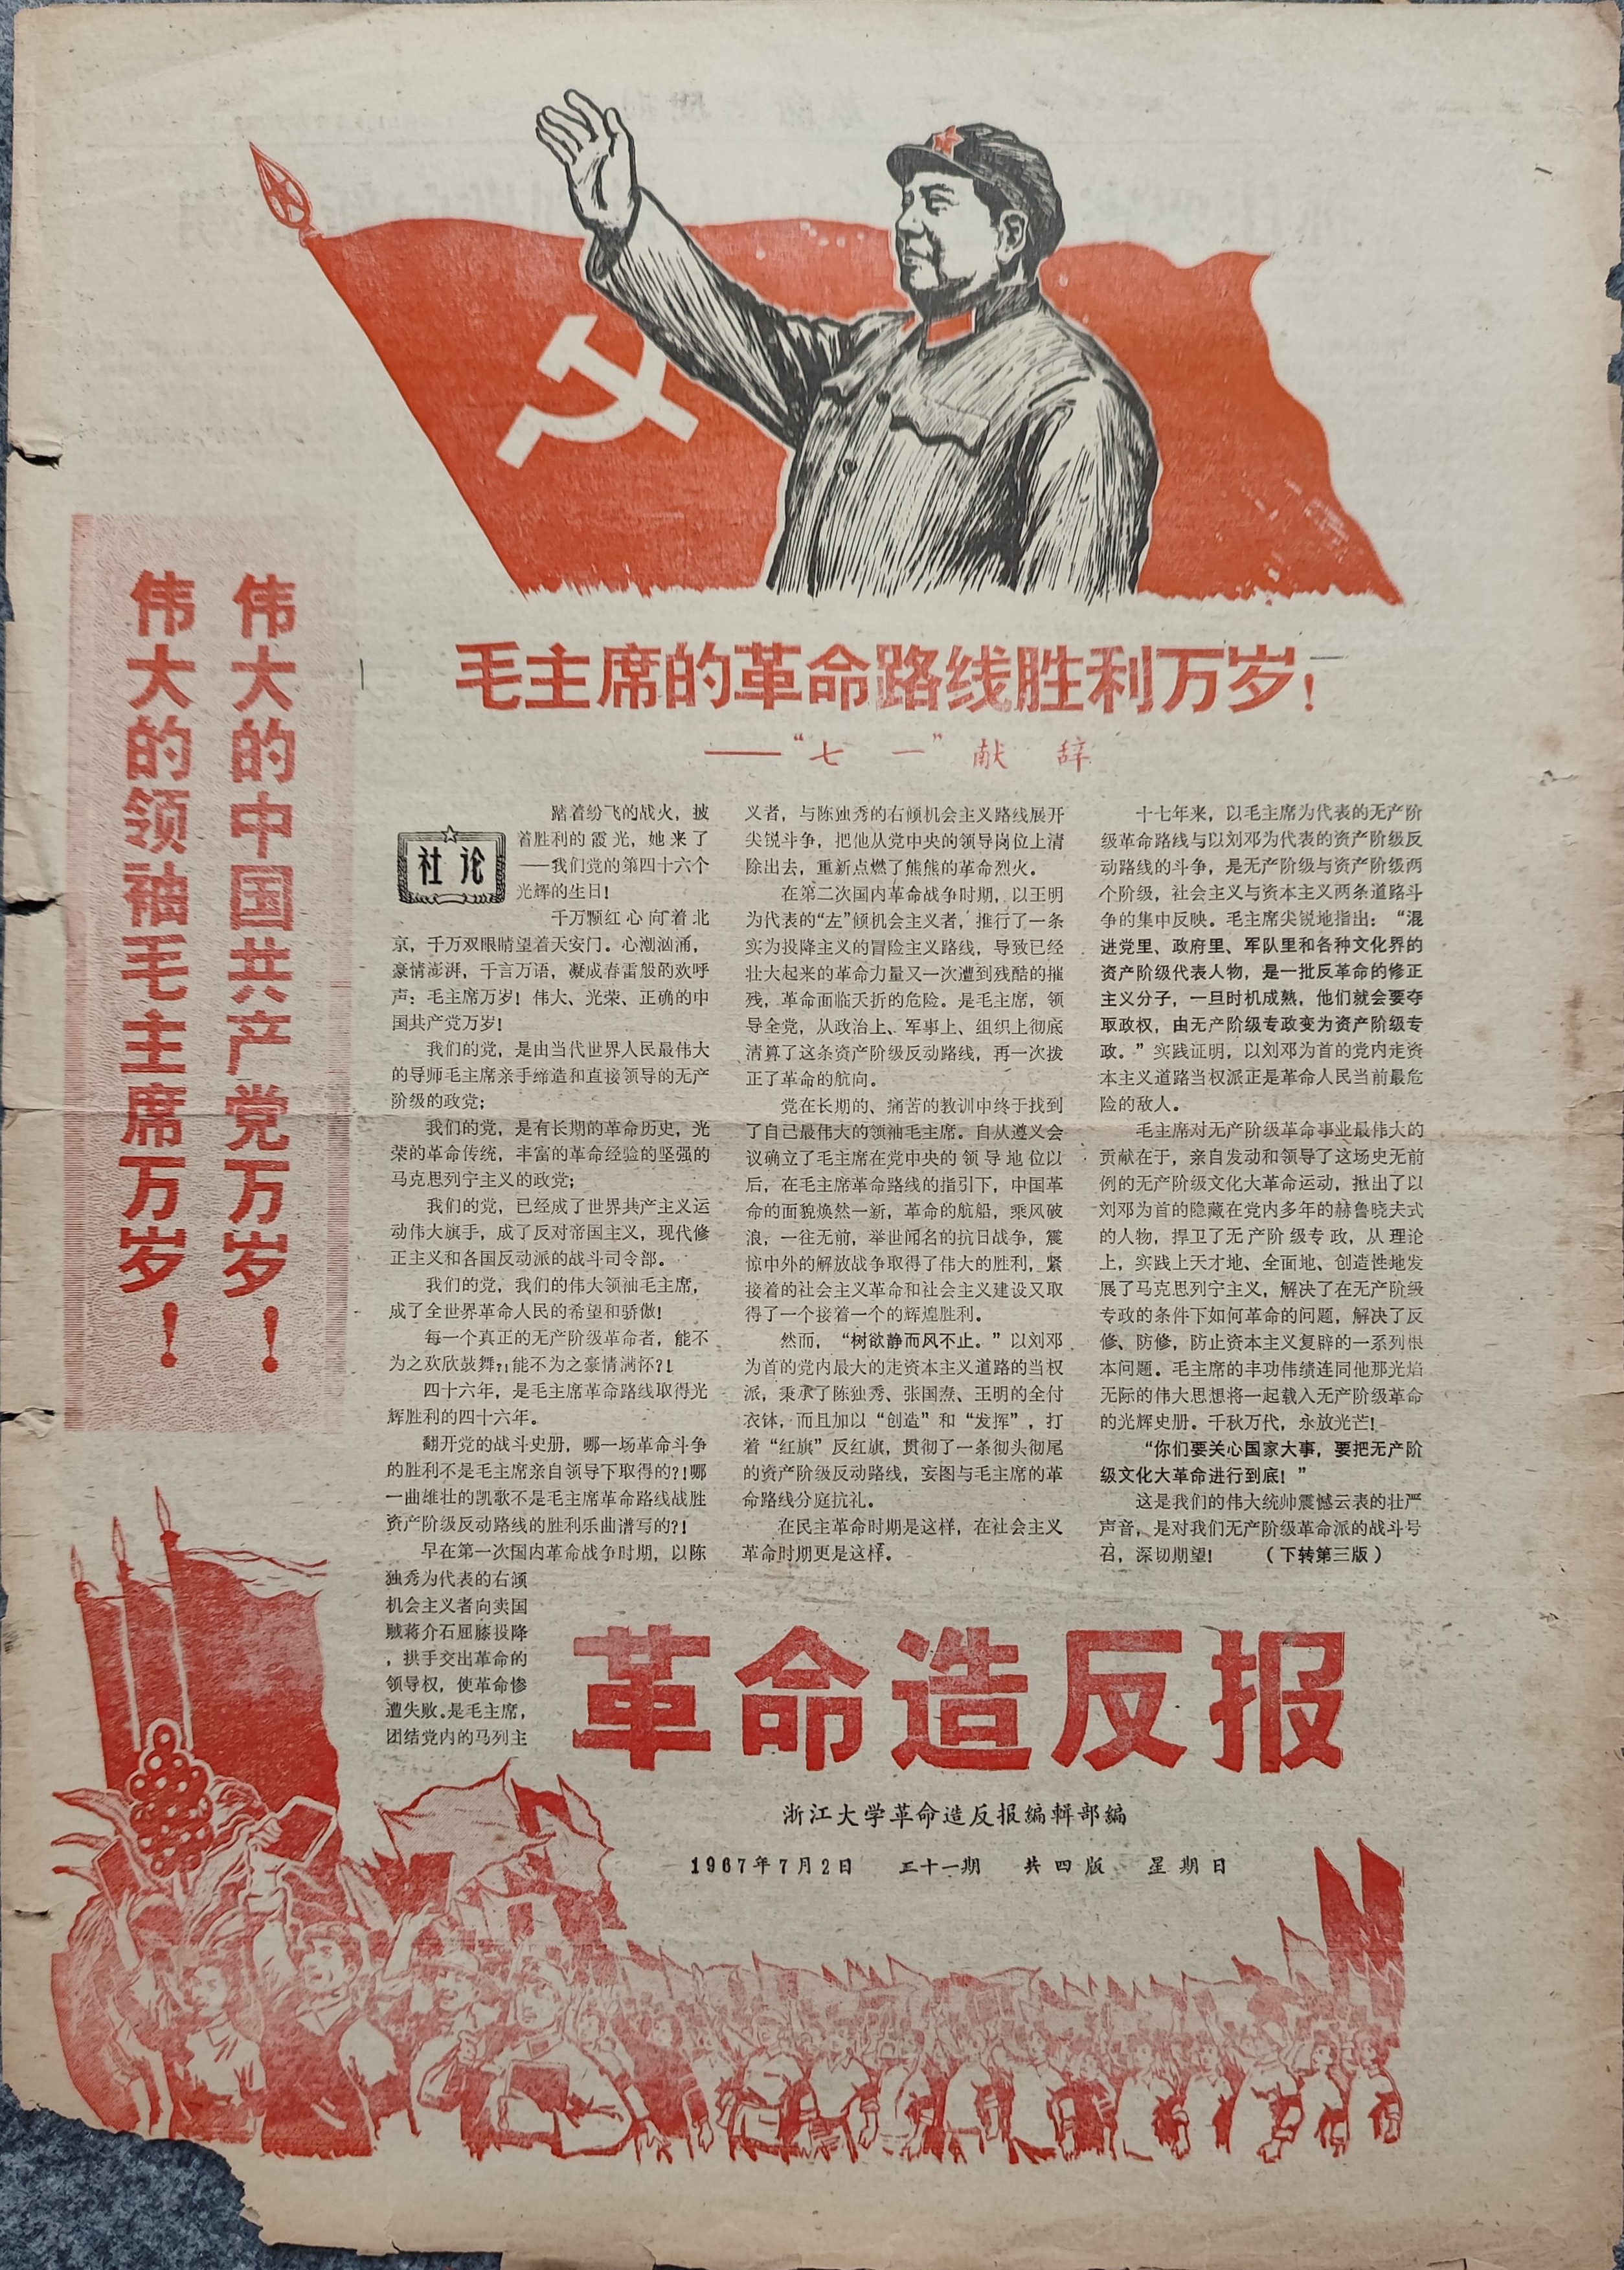 伟大的中国共产党万岁！
伟大的领袖毛主席万岁！
毛主席的革命路线胜利万岁！
——“七一”献辞
社论
踏着纷飞的战火，披
着胜利的霞光，她来了
——我们党的第四十六个
光辉的生日！
千万颗红心向着北
京，千万双眼睛望着天安门。心潮汹涌，
豪情澎湃，千言万语，凝成春雷般的欢呼
声：毛主席万岁！伟大、光荣、正确的中
国共产党万岁！
我们的党，是由当代世界人民最伟大
的导师毛主席亲手缔造和直接领导的无产
阶级的政党；
我们的党，是有长期的革命历史，光
荣的革命传统，丰富的革命经验的坚强的
马克思列宁主义的政党；
我们的党，已经成了世界共产主义运
动伟大旗手，成了反对帝国主义，现代修
正主义和各国反动派的战斗司令部。
我们的党，我们的伟大领袖毛主席，
成了全世界革命人民的希望和骄傲！
每一个真正的无产阶级革命者，能不
为之欢欣鼓舞？！能不为之豪情满怀？！
四十六年，是毛主席革命路线取得光
辉胜利的四十六年。
翻开党的战斗史册，哪一场革命斗争
的胜利不是毛主席亲自领导下取得的？！哪
一曲雄壮的凯歌不是毛主席革命路线战胜
资产阶级反动路线的胜利乐曲谱写的？！
早在第一次国内革命战争时期，以陈
独秀为代表的右倾
机会主义者向卖国
贼蒋介石屈膝投降
，拱手交出革命的
领导权，使革命惨
遭失败。是毛主席，
团结党内的马列主
义者，与陈独秀的右倾机会主义路线展开
尖锐斗争，把他从党中央的领导岗位上清
除出去，重新点燃了熊熊的革命烈火。
在第二次国内革命战争时期，以王明
为代表的“左”倾机会主义者，推行了一条
实为投降主义的冒险主义路线，导致已经
壮大起来的革命力量又一次遭到残酷的摧
残，革命面临夭折的危险。是毛主席，领
导全党，从政治上、军事上、组织上彻底
清算了这条资产阶级反动路线，再一次拨
正了革命的航向。
党在长期的、痛苦的教训中终于找到
了自己最伟大的领袖毛主席。自从遵义会
议确立了毛主席在党中央的领导地位以
后，在毛主席革命路线的指引下，中国革
命的面貌焕然一新，革命的航船，乘风破
浪，一往无前，举世闻名的抗日战争，震
惊中外的解放战争取得了伟大的胜利，紧
接着的社会主义革命和社会主义建设又取
得了一个接着一个的辉煌胜利。
然而，“树欲静而风不止。”以刘邓
为首的党内最大的走资本主义道路的当权
派，秉承了陈独秀、张国焘、王明的全付
衣钵，而且加以“创造”和“发挥”，打
着“红旗”反红旗，贯彻了一条彻头彻尾
的资产阶级反动路线，妄图与毛主席的革
命路线分庭抗礼。
在民主革命时期是这样，在社会主义
革命时期更是这样。
十七年来，以毛主席为代表的无产阶
级革命路线与以刘邓为代表的资产阶级反
动路线的斗争，是无产阶级与资产阶级两
个阶级，社会主义与资本主义两条道路斗
争的集中反映。毛主席尖锐地指出：“混
进党里、政府里、军队里和各种文化界的
资产阶级代表人物，是一批反革命的修正
主义分子，一旦时机成熟，他们就会要夺
取政权，由无产阶级专政变为资产阶级专
政。”实践证明，以刘邓为首的党内走资
本主义道路当权派正是革命人民当前最危
险的敌人。
毛主席对无产阶级革命事业最伟大的
贡献在于，亲自发动和领导了这场史无前
例的无产阶级文化大革命运动，揪出了以
刘邓为首的隐藏在党内多年的赫鲁晓夫式
的人物，捍卫了无产阶级专政，从理论
上，实践上天才地、全面地、创造性地发
展了马克思列宁主义，解决了在无产阶级
专政的条件下如何革命的问题，解决了反
修、防修，防止资本主义复辟的一系列根
本问题。毛主席的丰功伟绩连同他那光焰
无际的伟大思想将一起载入无产阶级革命
的光辉史册。千秋万代，永放光芒！
“你们要关心国家大事，要把无产阶
级文化大革命进行到底！”
这是我们的伟大统帅震憾云表的壮严
声音，是对我们无产阶级革命派的战斗号
召，深切期望！（下转第三版）
革命造反报
浙江大学革命造反报編輯部編
1967年7月2日 三十一期 共四版 星期日